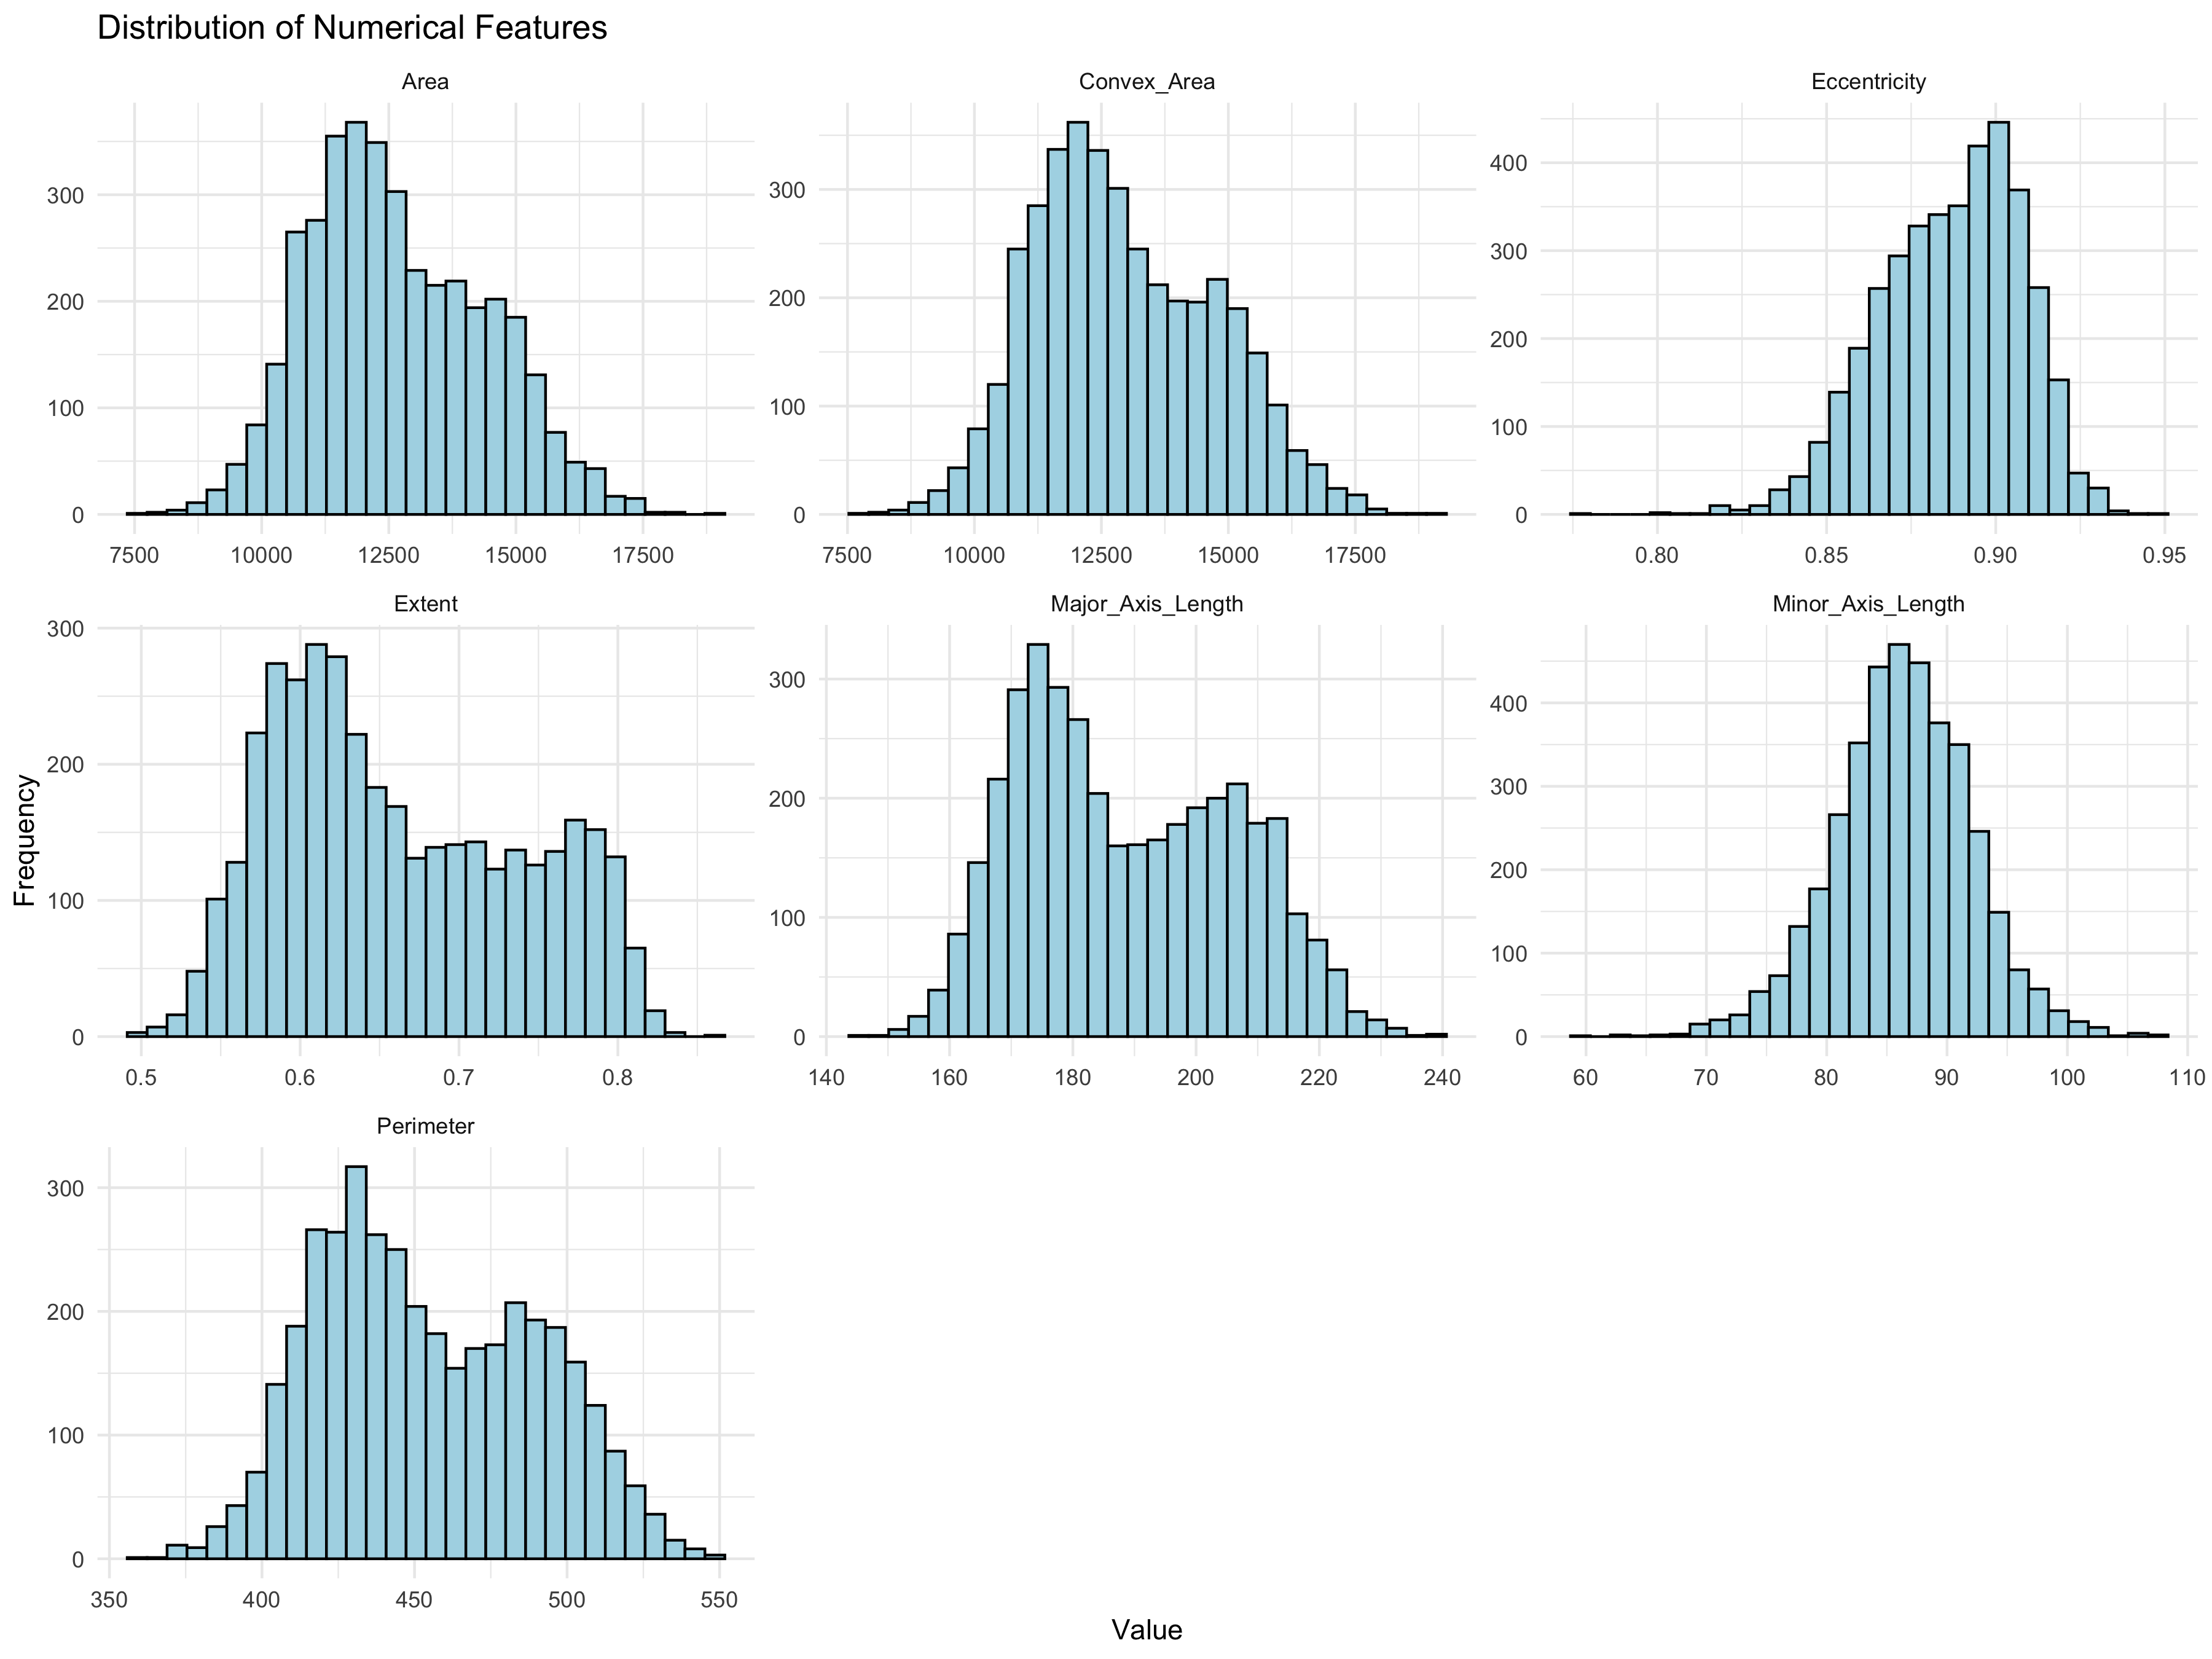 Distribution of Numerical Features
Area
Convex_Area
Eccentricity
300
200
100
0
7500 10000 12500 15000 17500
300
200
100
0
7500 10000 12500 15000 17500
400
300
200
100
0
0.80 0.85 0.90 0.95
Extent
Major_Axis_Length
Minor_Axis_Length
300
200
100
0
0.5 0.6 0.7 0.8
300
200
100
0
140 160 180 200 220 240
400
300
200
100
0
60 70 80 90 100 110
Frequency
Perimeter
300
200
100
0
350 400 450 500 550
Value